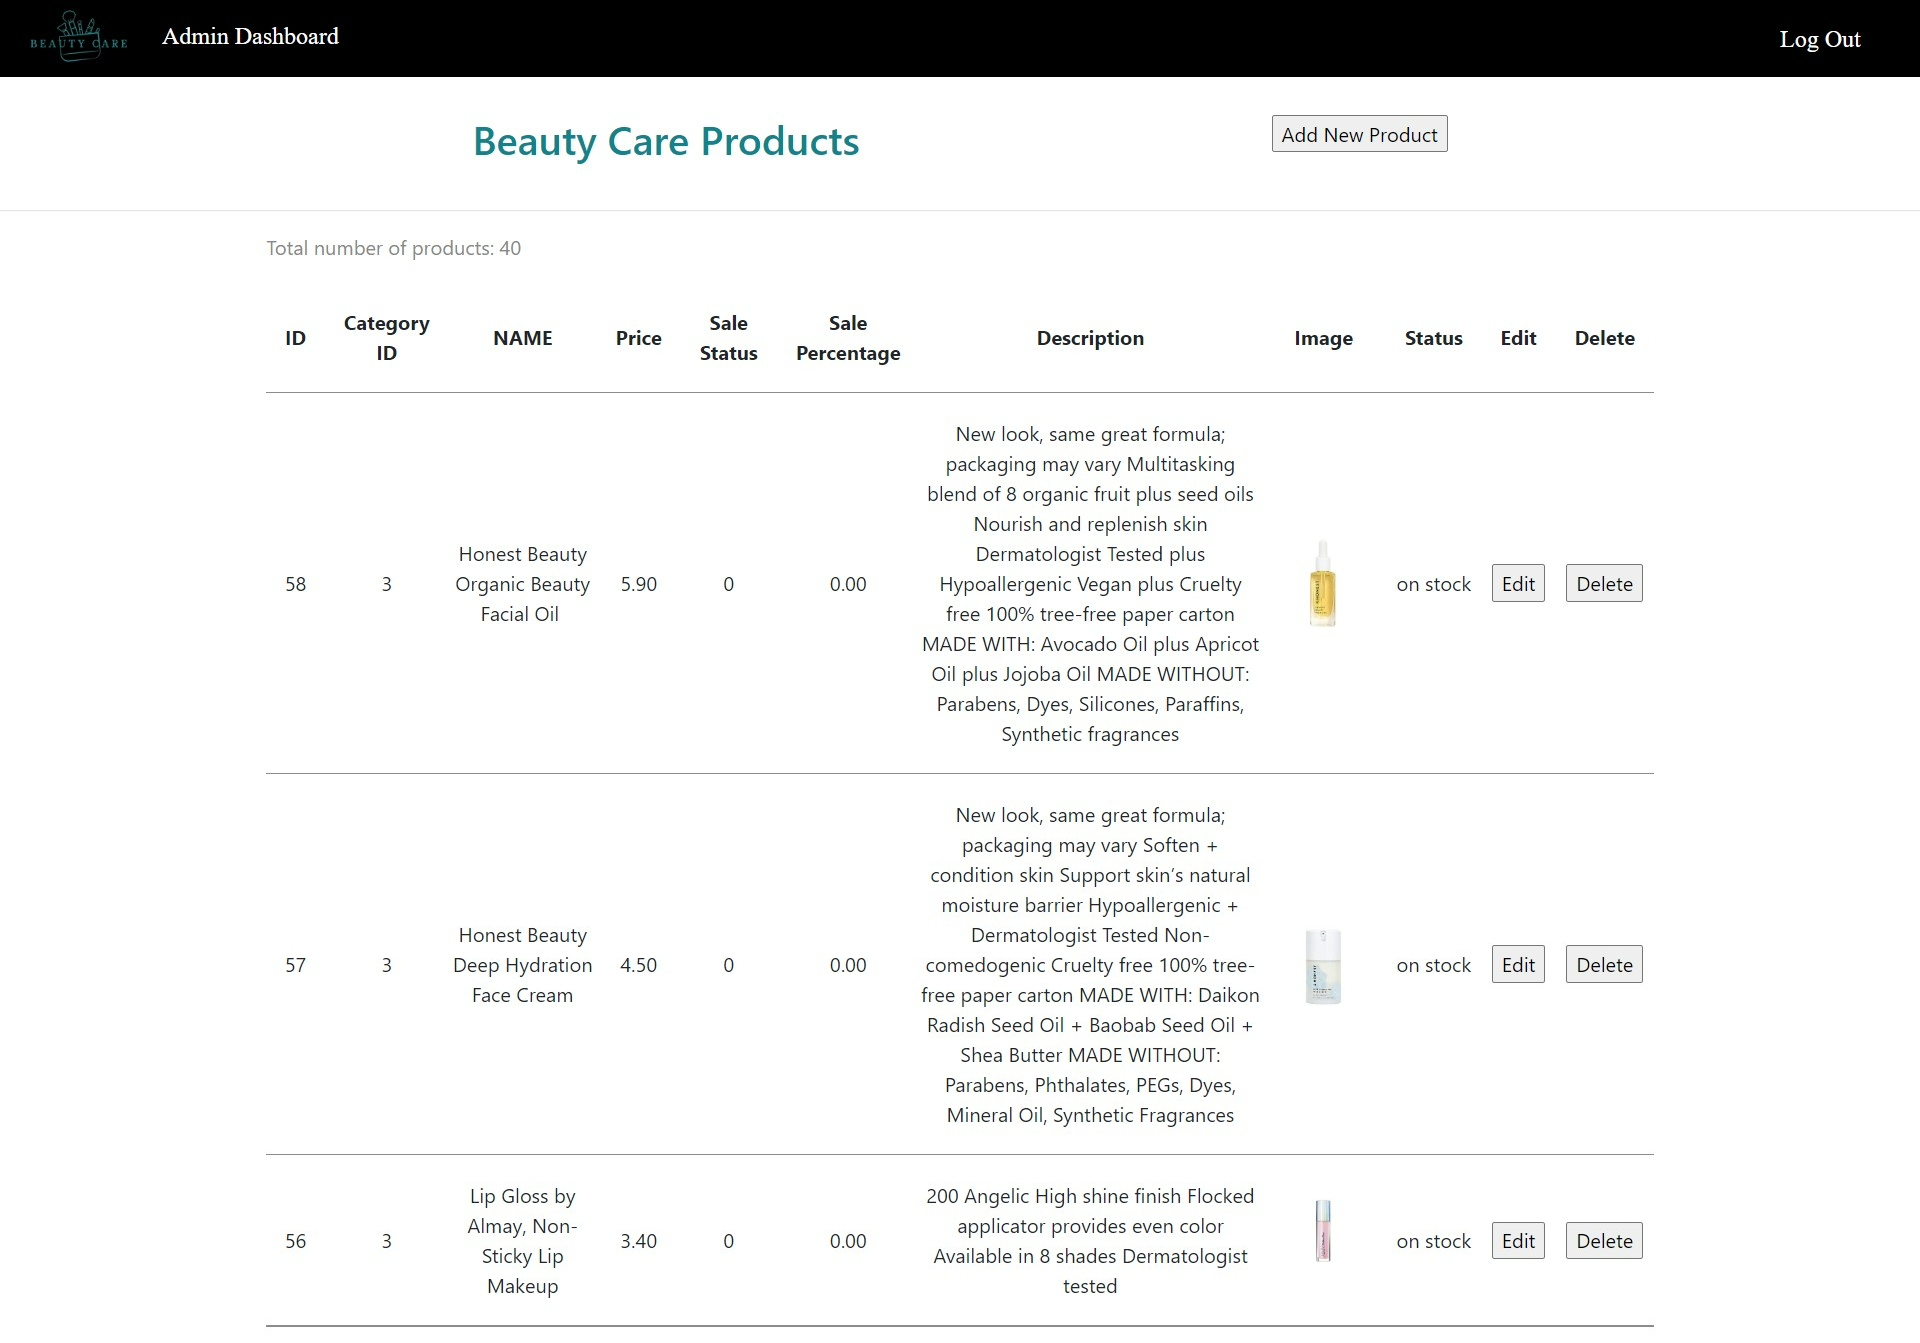 BEAUTY CARE
Admin Dashboard
Log Out
Beauty Care Products
Add New Product
Total number of products: 40
ID
Category
ID
NAME
Price
Sale
Status
Sale
Percentage
Description
Image
Status
Edit
Delete
58
3
Honest Beauty
Organic Beauty
Facial Oil
5.90
0
0.00
New look, same great formula;
packaging may vary Multitasking
blend of 8 organic fruit plus seed oils
Nourish and replenish skin
Dermatologist Tested plus
Hypoallergenic Vegan plus Cruelty
free 100% tree-free paper carton
MADE WITH: Avocado Oil plus Apricot
Oil plus Jojoba Oil MADE WITHOUT:
Parabens, Dyes, Silicones, Paraffins,
Synthetic fragrances
on stock
Edit
Delete
57
3
Honest Beauty
Deep Hydration
Face Cream
4.50
0
0.00
New look, same great formula;
packaging may vary Soften +
condition skin Support skin’s natural
moisture barrier Hypoallergenic +
Dermatologist Tested Non-
comedogenic Cruelty free 100% tree-
free paper carton MADE WITH: Daikon
Radish Seed Oil + Baobab Seed Oil +
Shea Butter MADE WITHOUT:
Parabens, Phthalates, PEGs, Dyes,
Mineral Oil, Synthetic Fragrances
on stock
Edit
Delete
56
3
Lip Gloss by
Almay, Non-
Sticky Lip
Makeup
3.40
0
0.00
200 Angelic High shine finish Flocked
applicator provides even color
Available in 8 shades Dermatologist
tested
on stock
Edit
Delete